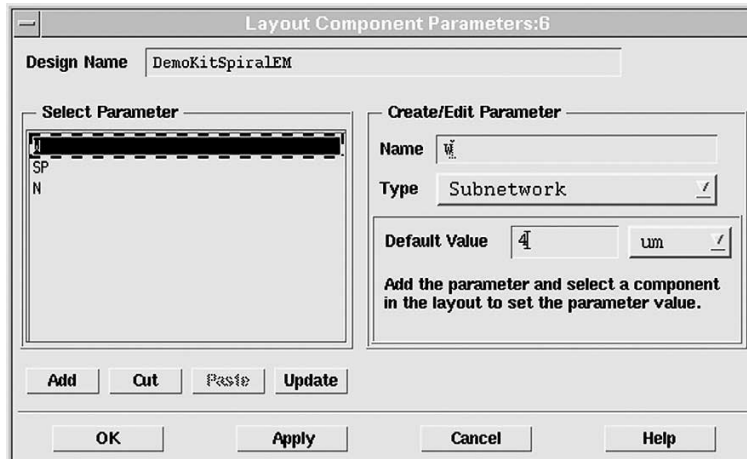 Layout Component Parameters:6
Design Name DemoKitSpiralEM
Select Parameter
W
SP
N
Create/Edit Parameter
Name W
Type Subnetwork
Default Value 4 um
Add the parameter and select a component
in the layout to set the parameter value.
Add Cut Paste Update
OK Apply Cancel Help